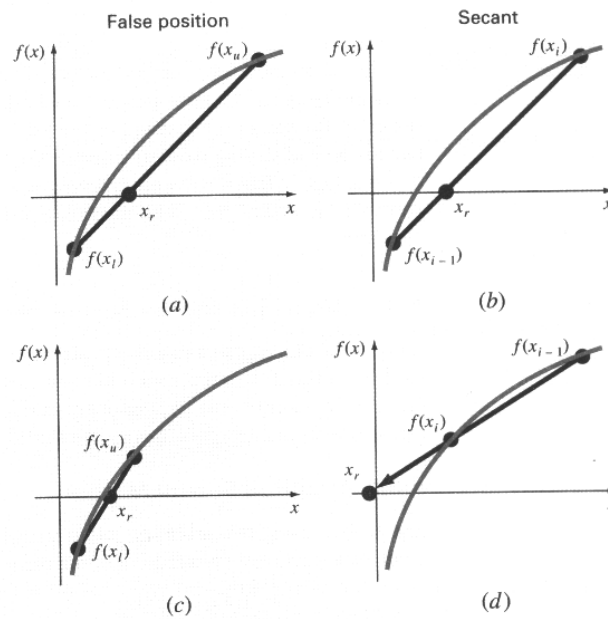 False position
Secant
f(x)
f(x_u)
x_r
x
f(x_l)
(a)
f(x)
f(x_i)
x_r
x
f(x_{i – 1})
(b)
f(x)
f(x_u)
x_r
x
f(x_l)
(c)
f(x)
f(x_{i – 1})
f(x_i)
x_r
(d)